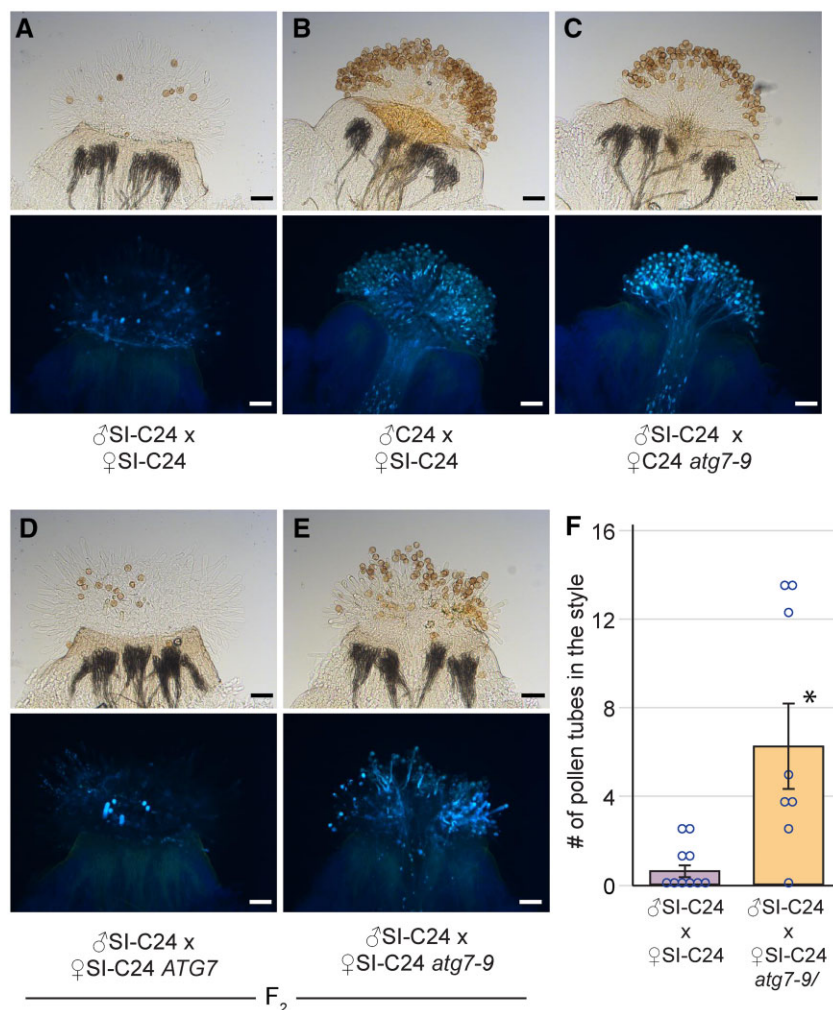 A
B
C
♂SI-C24 x
♀SI-C24
♂C24 x
♀SI-C24
♂SI-C24 x
♀C24 atg7-9
D
E
♂SI-C24 x
♀SI-C24 ATG7
♂SI-C24 x
♀SI-C24 atg7-9
F2
F
# of pollen tubes in the style
16
12
8
4
0
*
♂SI-C24
x
♀SI-C24
♂SI-C24
x
♀SI-C24
atg7-9/